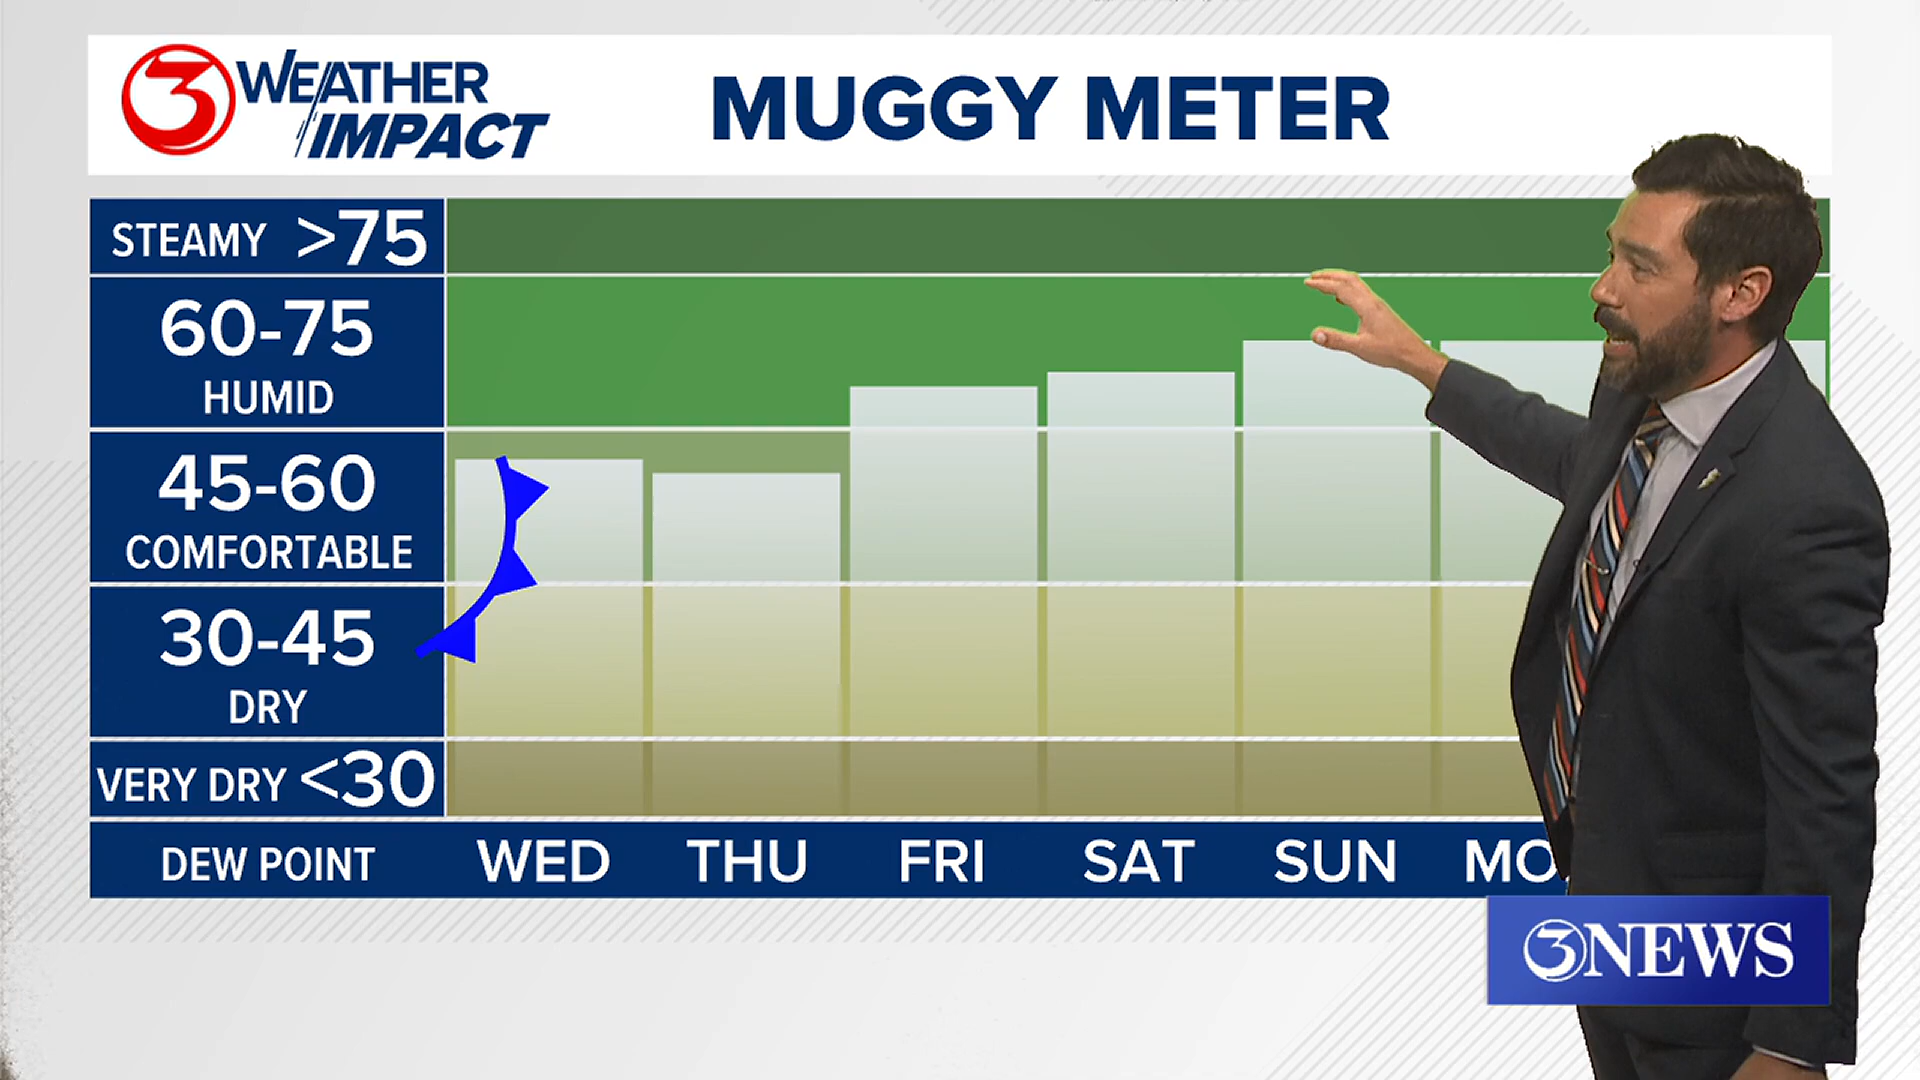 3 WEATHER IMPACT
MUGGY METER
STEAMY >75
60-75
HUMID
45-60
COMFORTABLE
30-45
DRY
VERY DRY <30
DEW POINT WED THU FRI SAT SUN MO
3NEWS